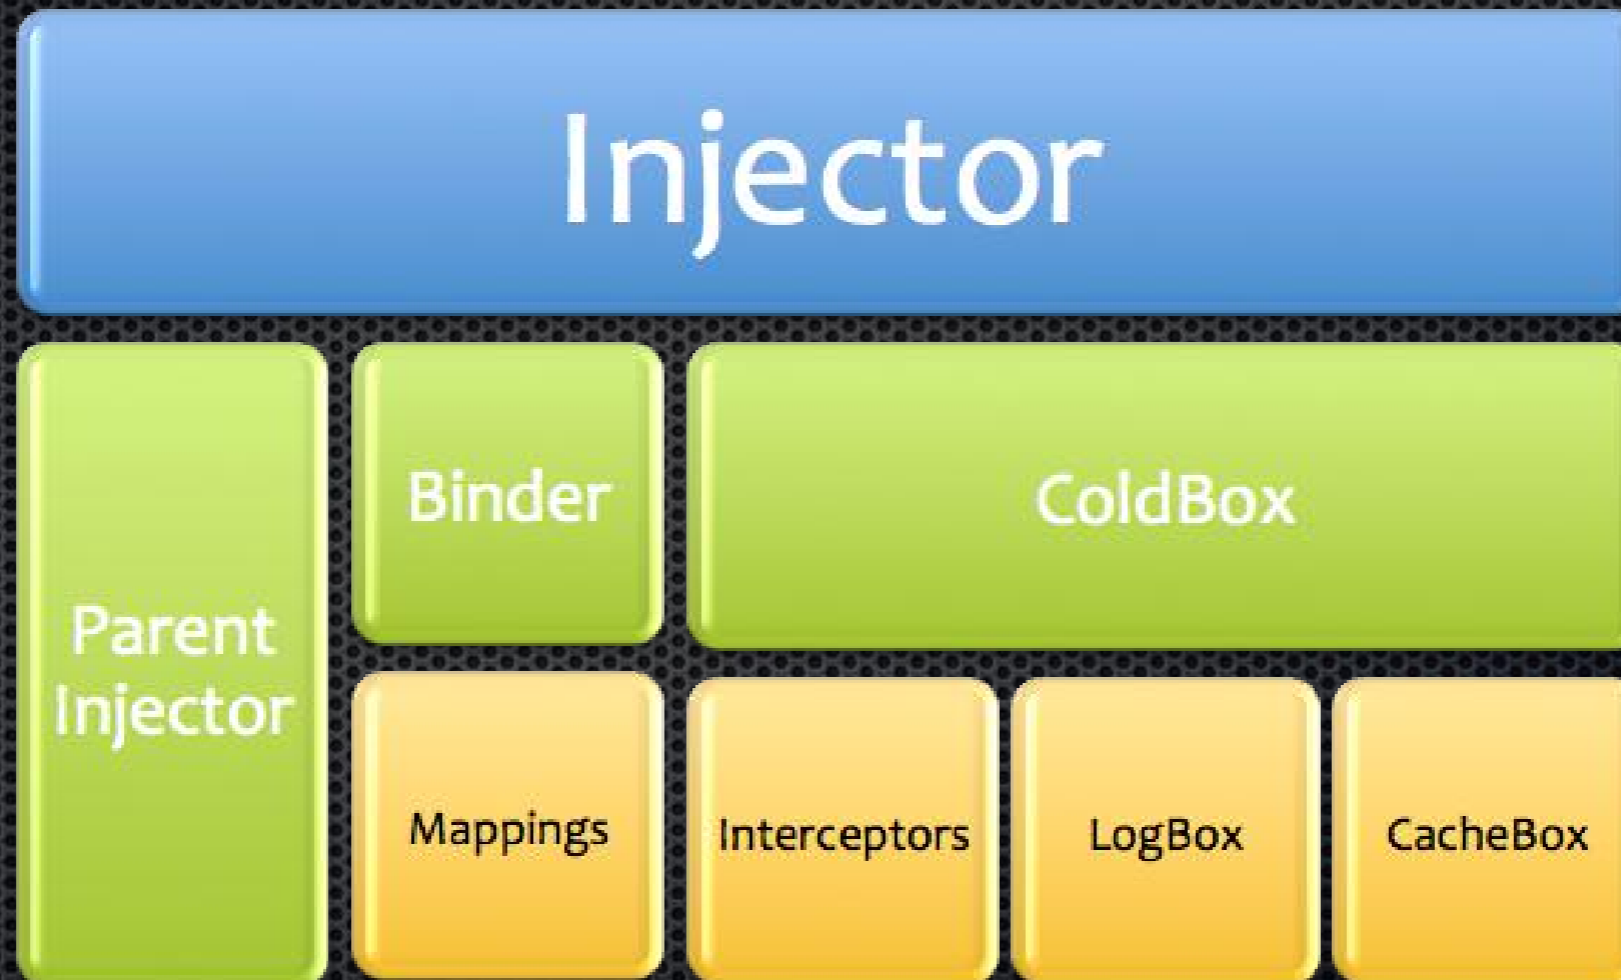 Injector
Binder
ColdBox
Parent
Injector
Mappings
Interceptors
LogBox
CacheBox